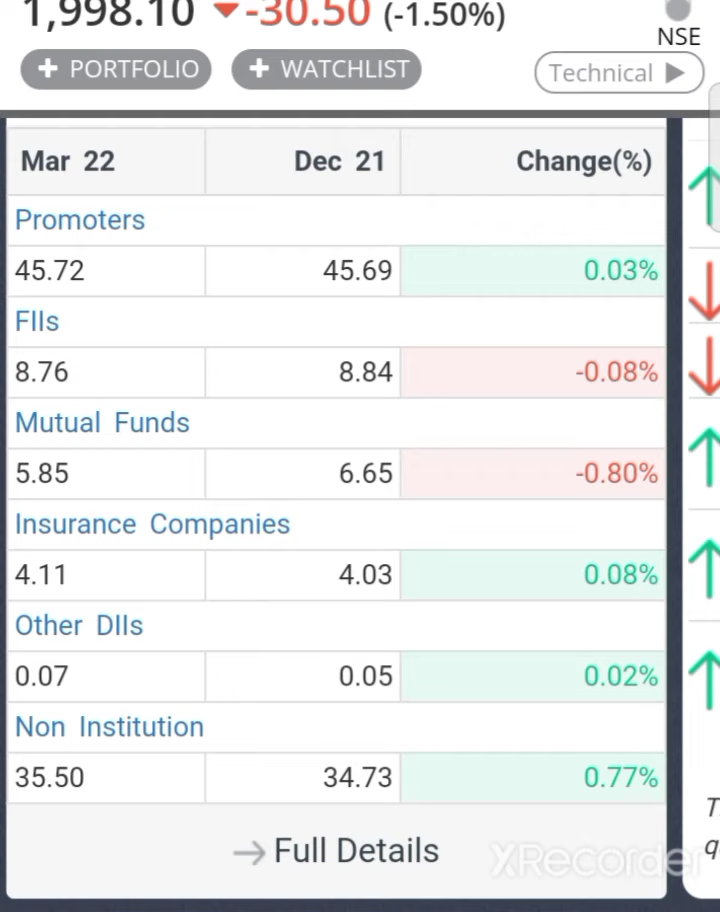 1,998.10 -30.50 (-1.50%)
NSE
+ PORTFOLIO + WATCHLIST Technical
Mar 22 Dec 21 Change(%)
Promoters
45.72 45.69 0.03%
FIIs
8.76 8.84 -0.08%
Mutual Funds
5.85 6.65 -0.80%
Insurance Companies
4.11 4.03 0.08%
Other DIIs
0.07 0.05 0.02%
Non Institution
35.50 34.73 0.77%
→ Full Details
XRecorder